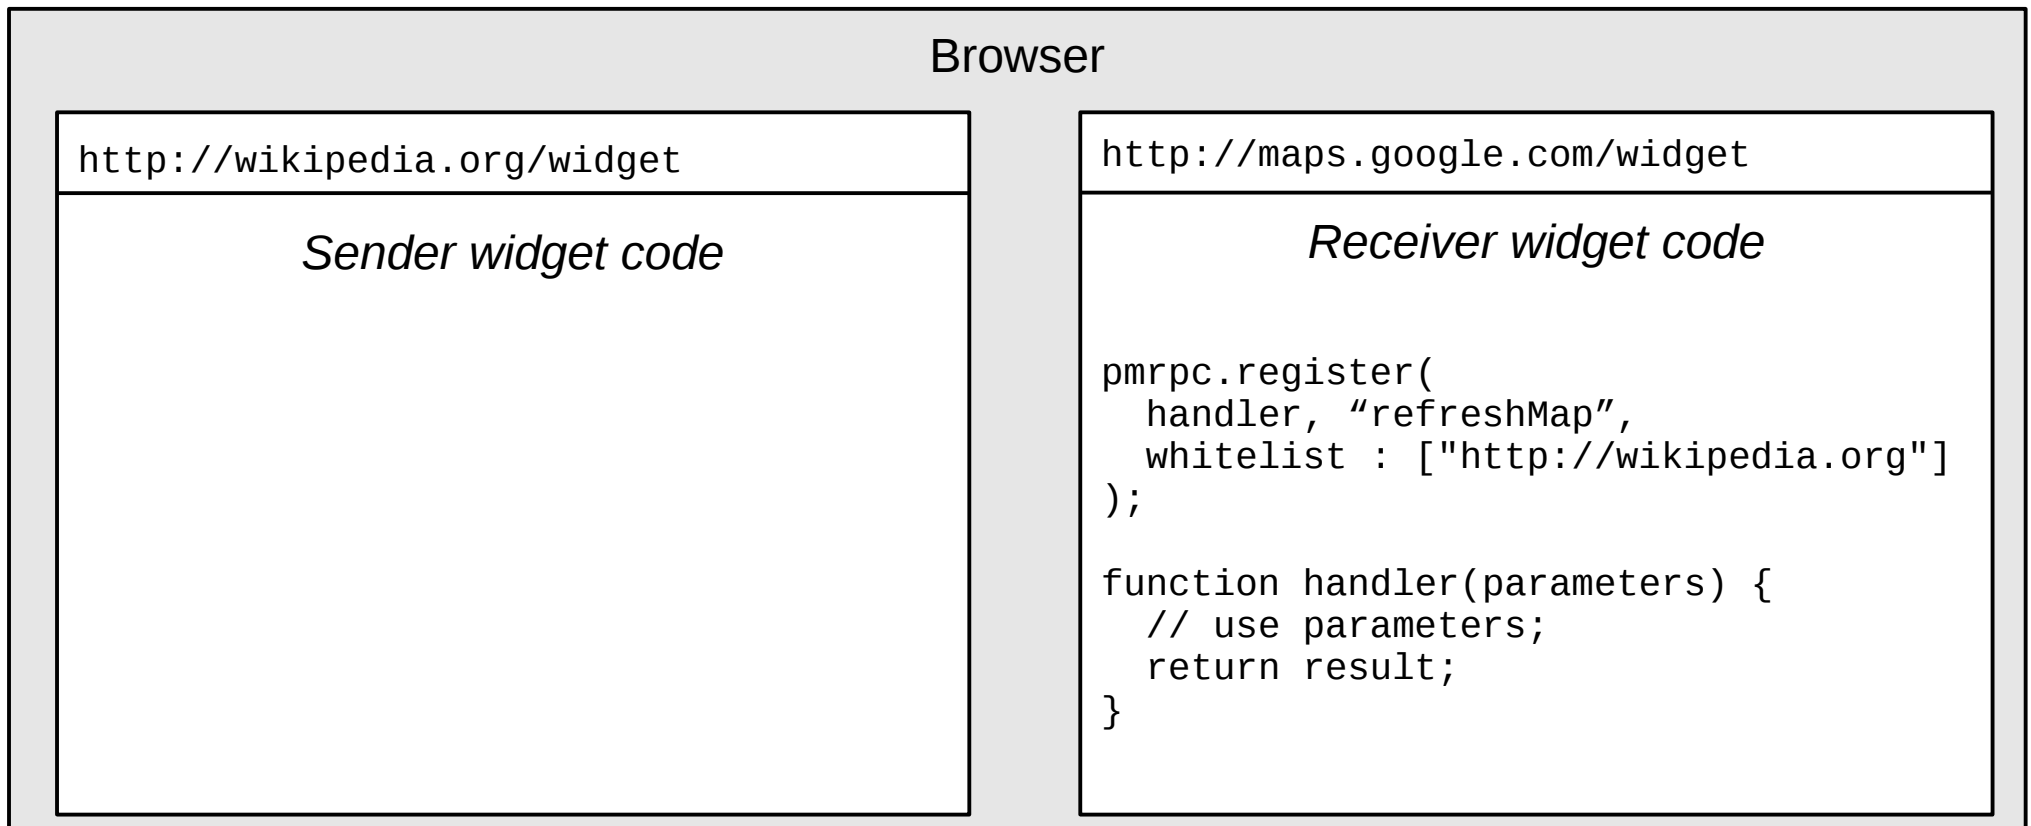 Browser
http://wikipedia.org/widget
Sender widget code
http://maps.google.com/widget
Receiver widget code
pmrpc.register(
  handler, “refreshMap”,
  whitelist : ["http://wikipedia.org"]
);
function handler(parameters) {
  // use parameters;
  return result;
}